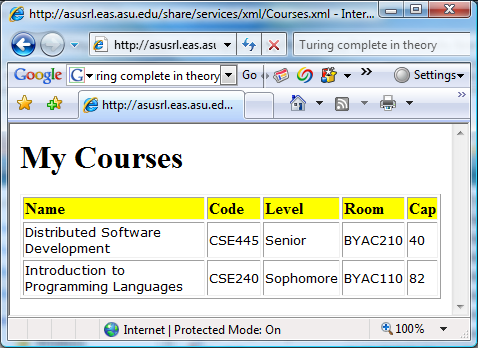 http://asusrl.eas.asu.edu/share/services/xml/Courses.xml - Inter...
http://asusrl.eas.asu
Turing complete in theory
Google
uring complete in theory
Go
Settings
http://asusrl.eas.asu.ed...
My Courses
Name Code Level Room Cap
Distributed Software
Development
CSE445 Senior BYAC210 40
Introduction to
Programming Languages
CSE240 Sophomore BYAC110 82
Internet | Protected Mode: On
100%